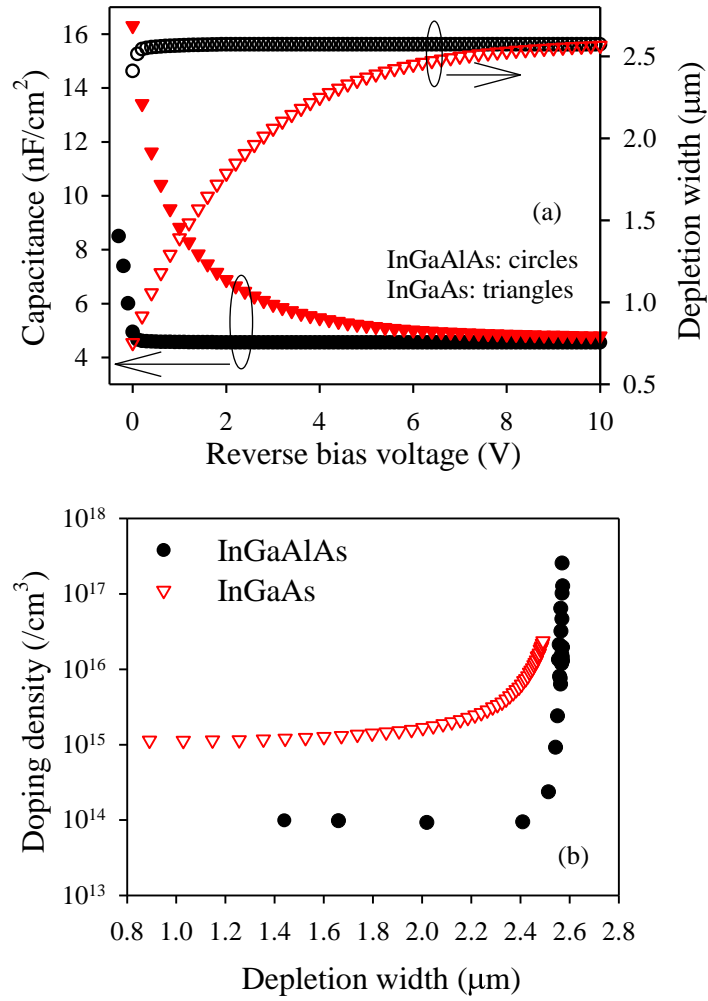 16
14
12
10
8
6
4
Capacitance (nF/cm²)
2.5
2.0
1.5
1.0
0.5
Depletion width (μm)
(a)
InGaAlAs: circles
InGaAs: triangles
0 2 4 6 8 10
Reverse bias voltage (V)
10¹⁸
10¹⁷
10¹⁶
10¹⁵
10¹⁴
10¹³
Doping density (/cm³)
InGaAlAs
InGaAs
(b)
0.8 1.0 1.2 1.4 1.6 1.8 2.0 2.2 2.4 2.6 2.8
Depletion width (μm)